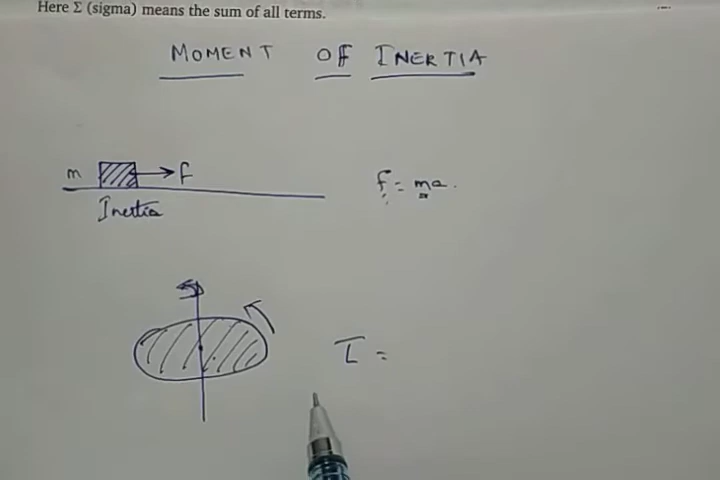 Here Σ (sigma) means the sum of all terms.
MOMENT OF INERTIA
m F
F = ma.
Inertia
τ =